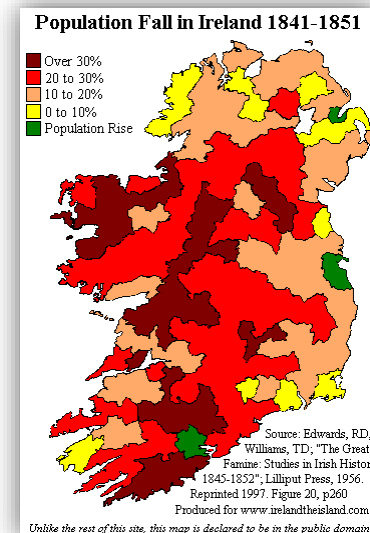 Population Fall in Ireland 1841-1851
Over 30%
20 to 30%
10 to 20%
0 to 10%
Population Rise
Source: Edwards, RD,
Williams, TD; "The Great
Famine: Studies in Irish Histor
1845-1852"; Lilliput Press, 1956.
Reprinted 1997. Figure 20, p260
Produced for www.irelandtheisland.com
Unlike the rest of this site, this map is declared to be in the public domain